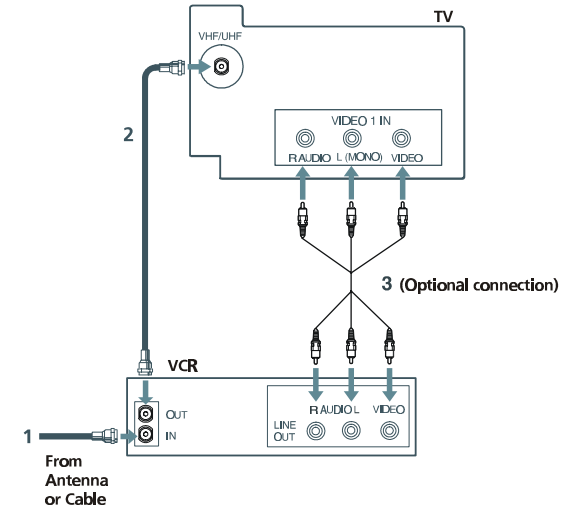 TV
VHF/UHF
VIDEO 1 IN
R AUDIO L (MONO) VIDEO
2
3 (Optional connection)
VCR
R AUDIO L VIDEO
OUT
LINE
OUT
IN
1
From
Antenna
or Cable